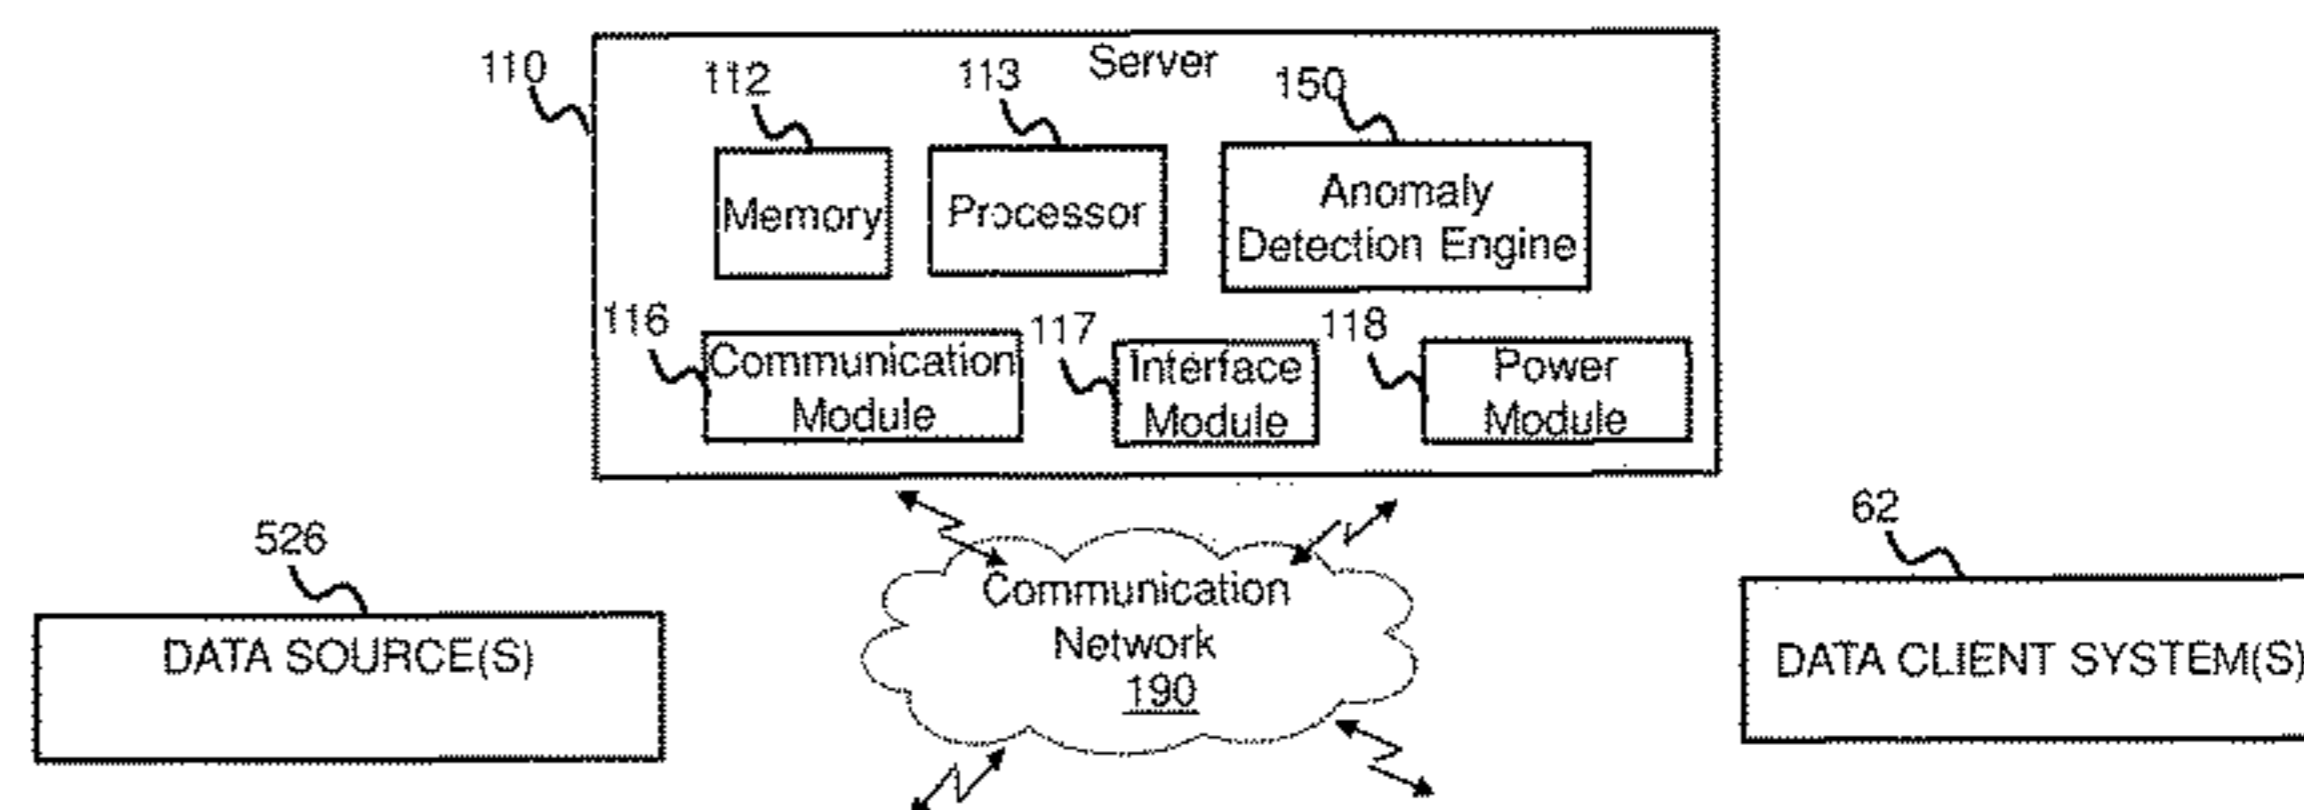 Server
110
112
113
150
Memory
Processor
Anomaly
Detection Engine
116
117
118
Communication
Module
Interface
Module
Power
Module
526
62
DATA SOURCE(S)
Communication
Network
190
DATA CLIENT SYSTEM(S)